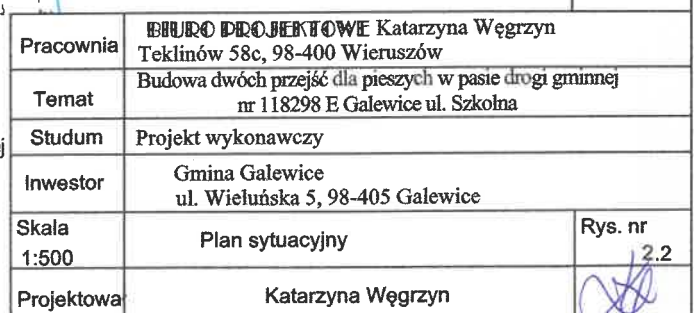 Pracownia
BIURO PROJEKTOWE Katarzyna Węgrzyn
Teklinów 58c, 98-400 Wieruszów
Temat
Budowa dwóch przejść dla pieszych w pasie drogi gminnej
nr 118298 E Galewice ul. Szkolna
Studum
Projekt wykonawczy
Inwestor
Gmina Galewice
ul. Wieluńska 5, 98-405 Galewice
Skala
1:500
Plan sytuacyjny
Rys. nr
2.2
Projektował
Katarzyna Węgrzyn